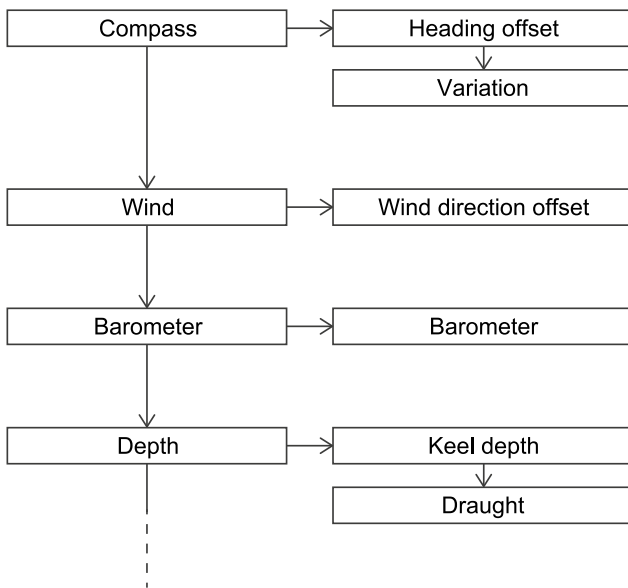 Compass
Heading offset
Variation
Wind
Wind direction offset
Barometer
Barometer
Depth
Keel depth
Draught